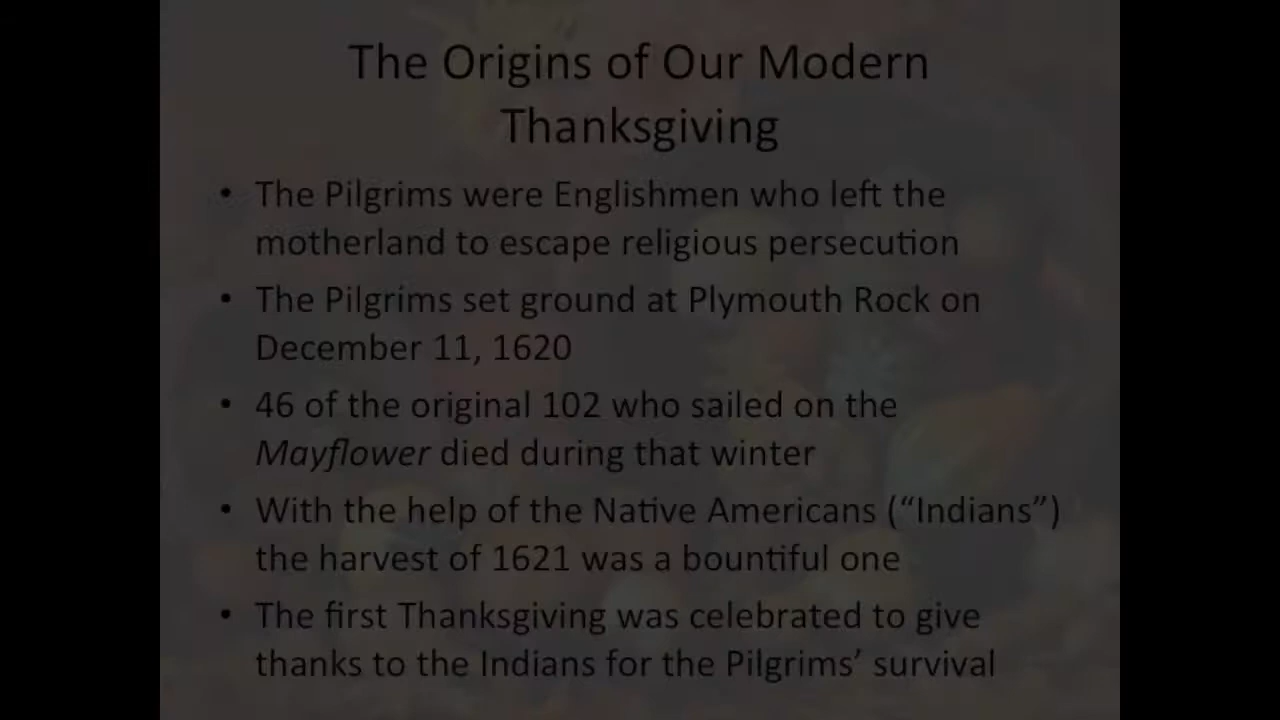 The Origins of Our Modern
Thanksgiving
• The Pilgrims were Englishmen who left the
motherland to escape religious persecution
• The Pilgrims set ground at Plymouth Rock on
December 11, 1620
• 46 of the original 102 who sailed on the
Mayflower died during that winter
• With the help of the Native Americans (“Indians”)
the harvest of 1621 was a bountiful one
• The first Thanksgiving was celebrated to give
thanks to the Indians for the Pilgrims’ survival